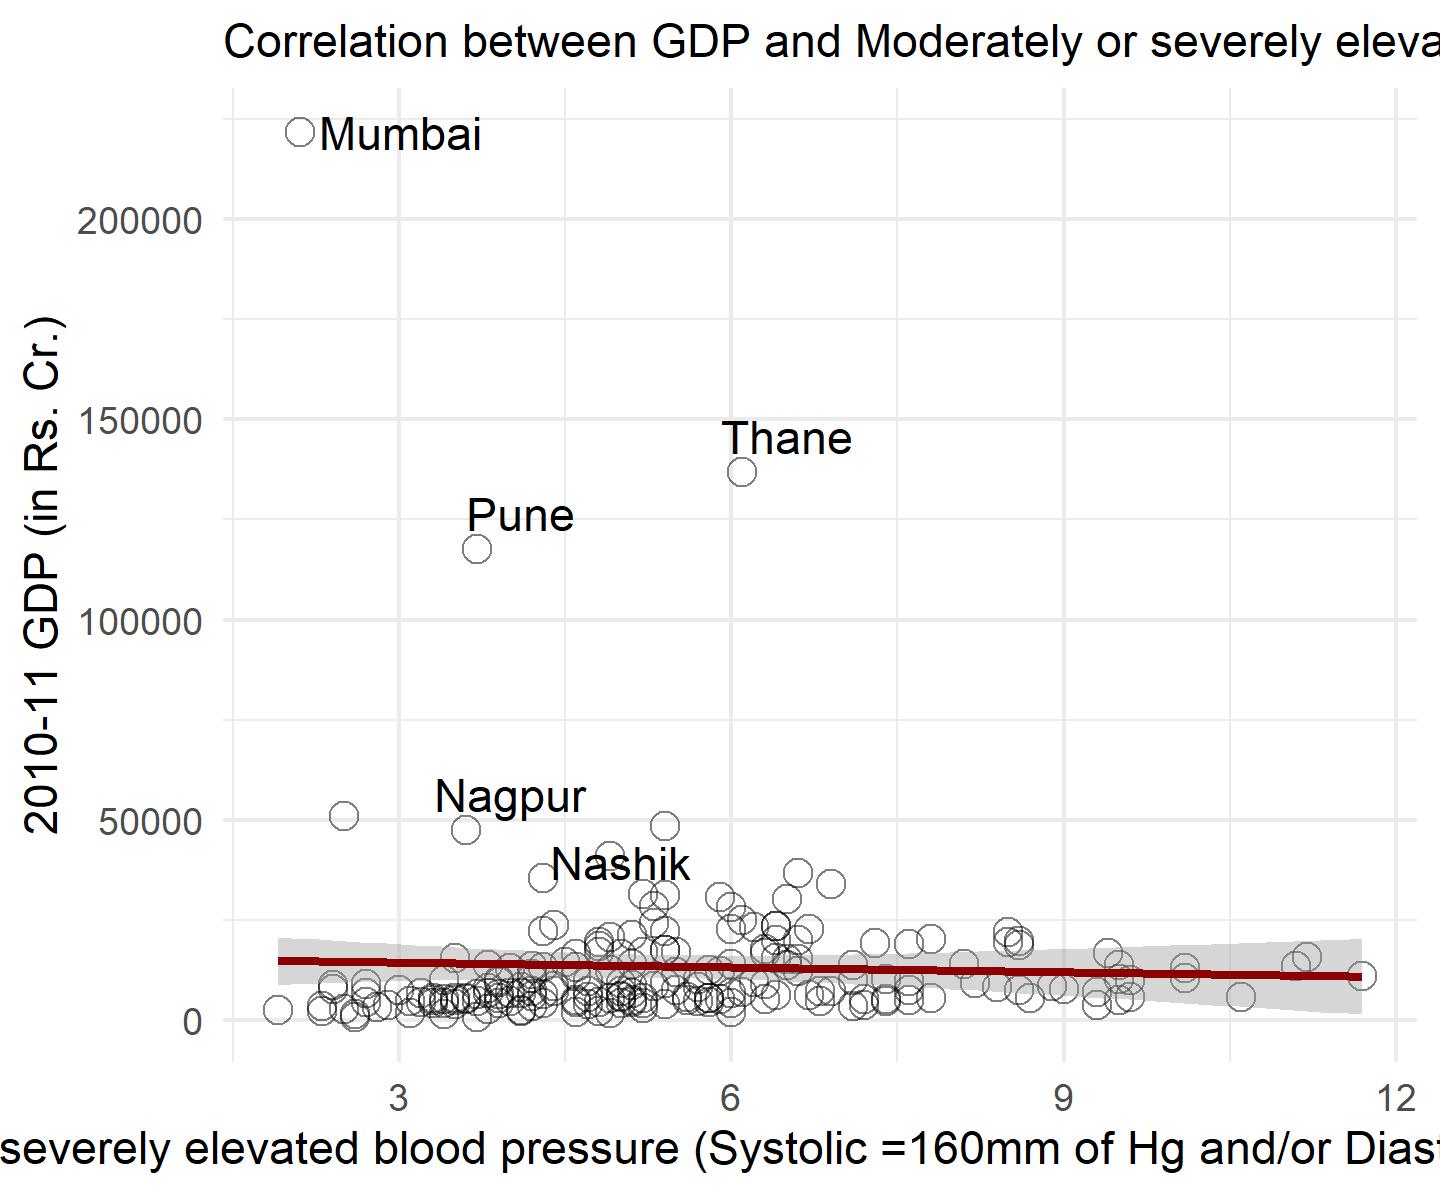 Correlation between GDP and Moderately or severely eleva
Mumbai
200000
Thane
150000
Pune
100000
Nagpur
50000
Nashik
0
2010-11 GDP (in Rs. Cr.)
3 6 9 12
severely elevated blood pressure (Systolic =160mm of Hg and/or Diast